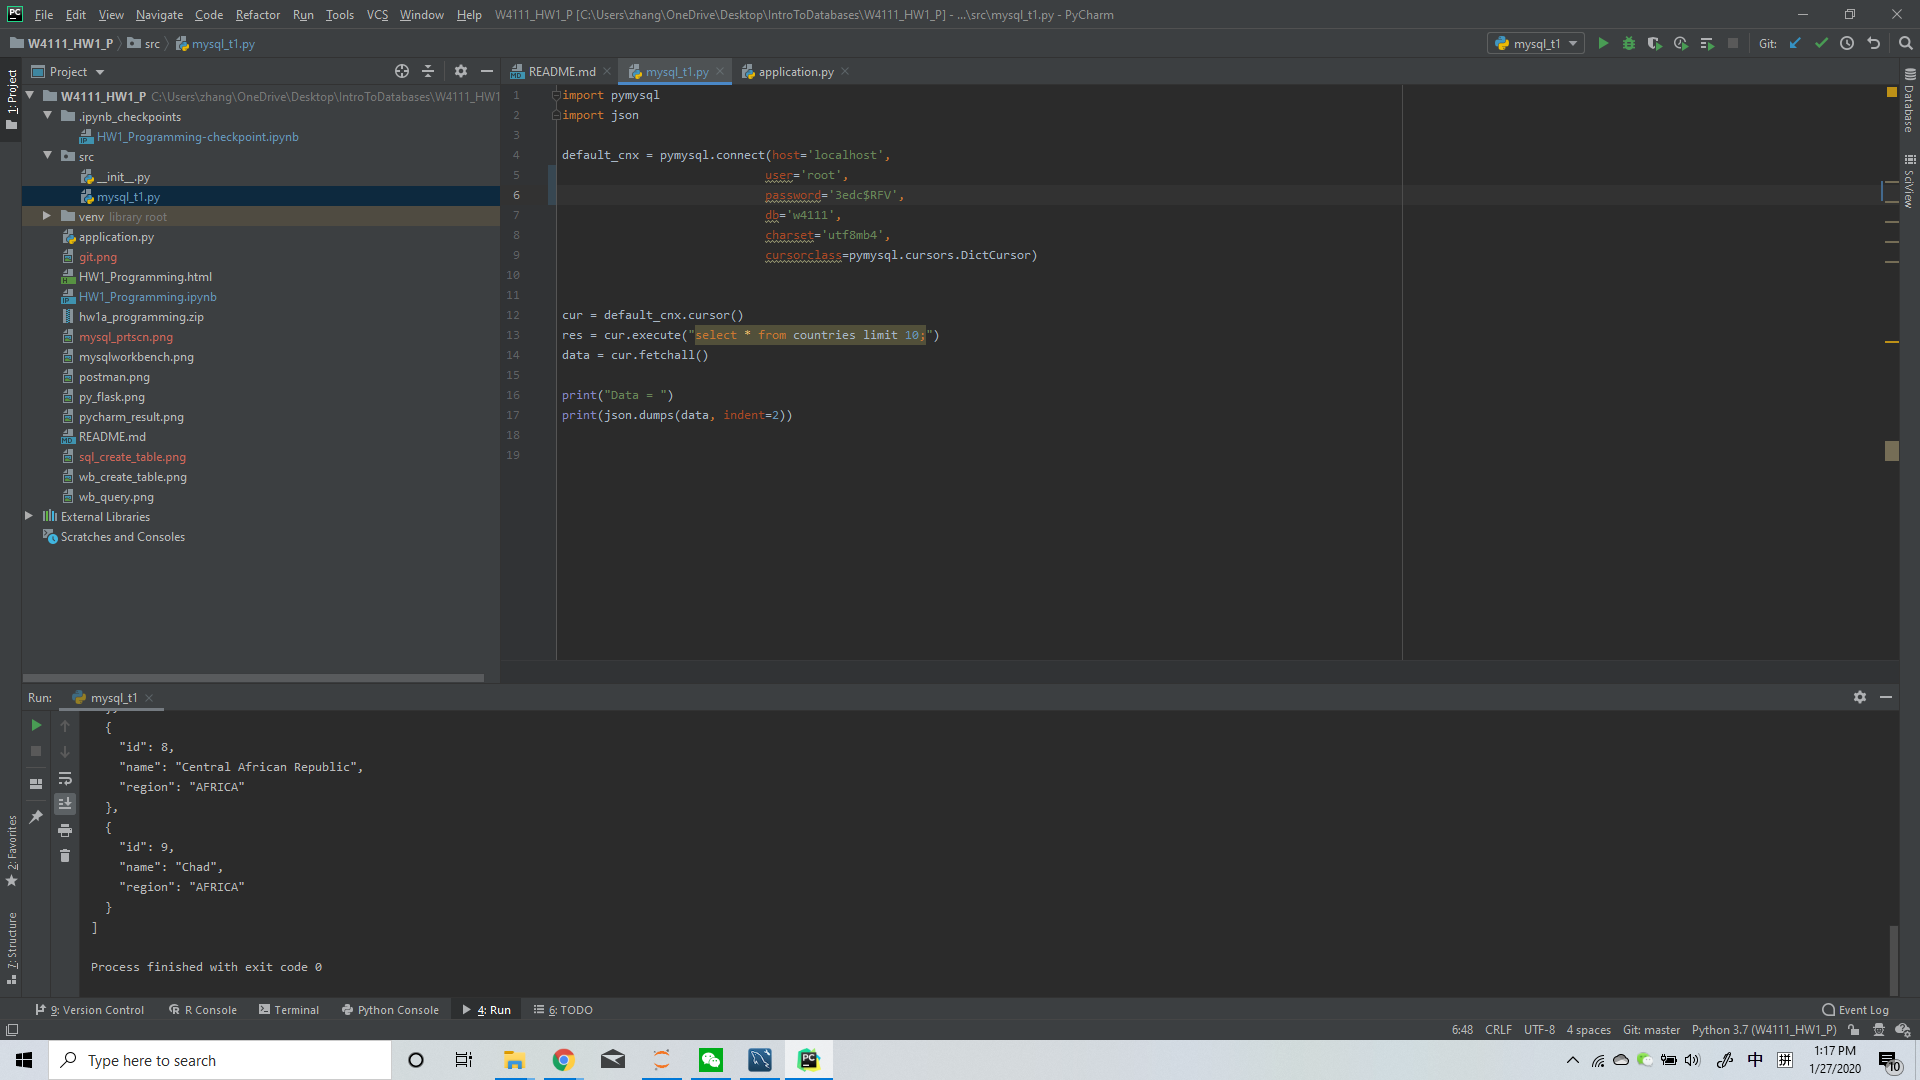 File Edit View Navigate Code Refactor Run Tools VCS Window Help W4111_HW1_P [C:\Users\zhang\OneDrive\Desktop\IntroToDatabases\W4111_HW1_P] - ...\src\mysql_t1.py - PyCharm
W4111_HW1_P src mysql_t1.py mysql_t1 Git:
Project README.md mysql_t1.py application.py
1: Project
W4111_HW1_P C:\Users\zhang\OneDrive\Desktop\IntroToDatabases\W4111_HW1
.ipynb_checkpoints
HW1_Programming-checkpoint.ipynb
src
__init__.py
mysql_t1.py
venv library root
application.py
git.png
HW1_Programming.html
HW1_Programming.ipynb
hw1a_programming.zip
mysql_prtscn.png
mysqlworkbench.png
postman.png
py_flask.png
pycharm_result.png
README.md
sql_create_table.png
wb_create_table.png
wb_query.png
External Libraries
Scratches and Consoles
1 import pymysql
2 import json
3
4 default_cnx = pymysql.connect(host='localhost',
5 user='root',
6 password='3edc$RFV',
7 db='w4111',
8 charset='utf8mb4',
9 cursorclass=pymysql.cursors.DictCursor)
10
11
12 cur = default_cnx.cursor()
13 res = cur.execute("select * from countries limit 10;")
14 data = cur.fetchall()
15
16 print("Data = ")
17 print(json.dumps(data, indent=2))
18
19
Database
SciView
Run: mysql_t1
{
"id": 8,
"name": "Central African Republic",
"region": "AFRICA"
},
{
"id": 9,
"name": "Chad",
"region": "AFRICA"
}
]
Process finished with exit code 0
2: Favorites
7: Structure
9: Version Control R Console Terminal Python Console 4: Run 6: TODO Event Log
6:48 CRLF UTF-8 4 spaces Git: master Python 3.7 (W4111_HW1_P)
Type here to search
中 拼 1:17 PM
1/27/2020
10